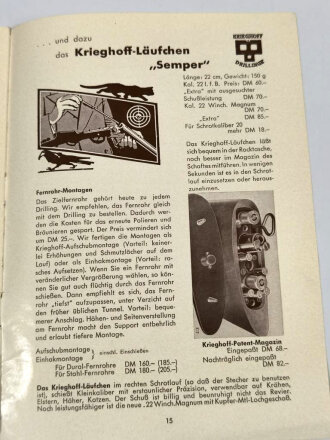 ... und dazu
das Krieghoff-Läufchen
„Semper"
KRIEGHOFF
DRILLINGE
Länge: 22 cm, Gewicht: 150 g
Kal. 22 l. f. B. Preis DM 60.–
„Extra" mit ausgesuchter
Schußleistung DM 70.–
Kal. 22 Winch. Magnum
DM 70.–
„Extra" DM 85.–
Für Schrotkaliber 20
mehr DM 18.–
Das Krieghoff-Läufchen läßt
sich bequem in der Rocktasche,
noch besser im Magazin des
Schaftes mitführen. In wenigen
Sekunden ist es in den Schrot-
lauf einzusetzen oder heraus-
zunehmen.
Fernrohr-Montagen
Das Zielfernrohr gehört heute zu jedem
Drilling. Wir empfehlen, das Fernrohr gleich
mit dem Drilling zu bestellen. Dadurch wer-
den die Kosten für das erneute Polieren und
Brünieren gespart. Der Preis vermindert sich
um DM 25.–. Wir fertigen die Montagen als
Krieghoff-Aufschubmontage (Vorteil: keiner-
lei Erhöhungen und Schmutzlöcher auf dem
Lauf) oder als Einhakmontage (Vorteil: ra-
sches Aufsetzen). Wenn Sie ein Fernrohr mit
veränderlicher Vergrößerung wählen, so kön-
nen Sie gut auch flüchtig durch das Fernrohr
schießen. Dann empfiehlt es sich, das Fern-
rohr „tiefst" aufzupassen, unter Verzicht auf
den früher üblichen Tunnel. Vorteil: beque-
merer Anschlag. Höhen- und Seitenverstellung
am Fernrohr macht den Support entbehrlich
und erlaubt tiefere Montage.
Aufschubmontage
Einhakmontage } einschl. Einschießen
Für Dural-Fernrohre DM 160.– (185.–)
Für Stahl-Fernrohre DM 180.– (205.–)
Krieghoff-Patent-Magazin
Eingepaßt DM 68.–
Nachträglich eingepaßt
DM 82.–
Das Krieghoff-Läufchen im rechten Schrotlauf (so daß der Stecher zu benutzen
ist), schießt Kleinkaliber mit erstaunlicher Präzision, verwendbar auf Krähen,
Elstern, Häher, Katzen. Der Schuß ist billig und beunruhigt nicht das Revier.
Noch leistungsfähiger ist die neue .22 Winch. Magnum mit Kupfer-Mtl.-Hochgeschoß.
15